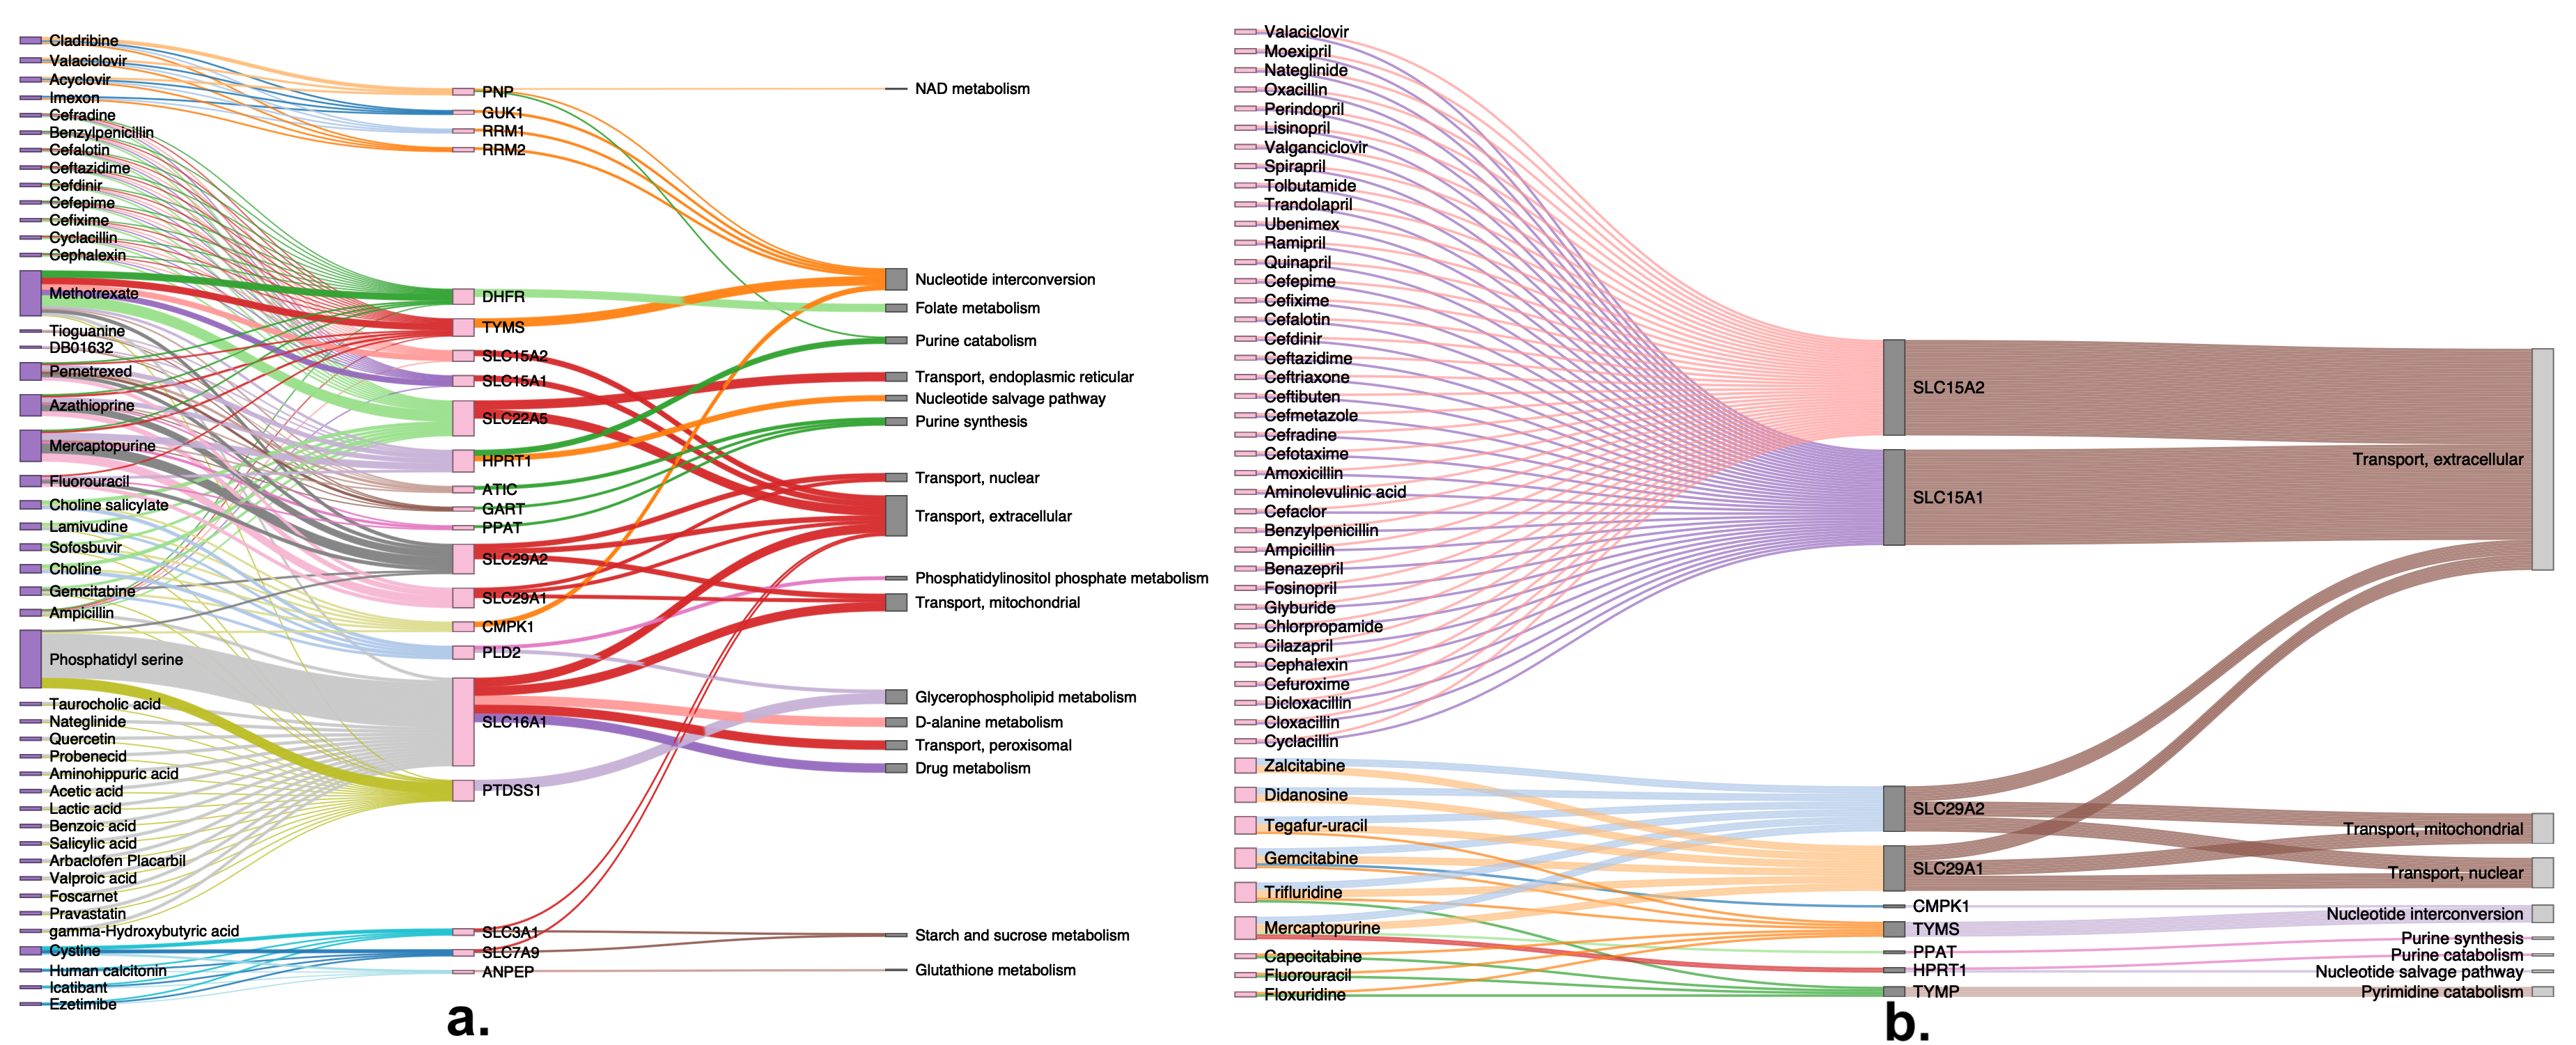 Cladribine
Valaciclovir
Acyclovir
Imexon
Cefradine
Benzylpenicillin
Cefalotin
Ceftazidime
Cefdinir
Cefepime
Cefixime
Cyclacillin
Cephalexin
Methotrexate
Tioguanine
DB01632
Pemetrexed
Azathioprine
Mercaptopurine
Fluorouracil
Choline salicylate
Lamivudine
Sofosbuvir
Choline
Gemcitabine
Ampicillin
Phosphatidyl serine
Taurocholic acid
Nateglinide
Quercetin
Probenecid
Aminohippuric acid
Acetic acid
Lactic acid
Benzoic acid
Salicylic acid
Arbaclofen Placarbil
Valproic acid
Foscarnet
Pravastatin
gamma-Hydroxybutyric acid
Cystine
Human calcitonin
Icatibant
Ezetimibe
PNP
GUK1
RRM1
RRM2
DHFR
TYMS
SLC15A2
SLC15A1
SLC22A5
HPRT1
ATIC
GART
PPAT
SLC29A2
SLC29A1
CMPK1
PLD2
SLC16A1
PTDSS1
SLC3A1
SLC7A9
ANPEP
NAD metabolism
Nucleotide interconversion
Folate metabolism
Purine catabolism
Transport, endoplasmic reticular
Nucleotide salvage pathway
Purine synthesis
Transport, nuclear
Transport, extracellular
Phosphatidylinositol phosphate metabolism
Transport, mitochondrial
Glycerophospholipid metabolism
D-alanine metabolism
Transport, peroxisomal
Drug metabolism
Starch and sucrose metabolism
Glutathione metabolism
a.
Valaciclovir
Moexipril
Nateglinide
Oxacillin
Perindopril
Lisinopril
Valganciclovir
Spirapril
Tolbutamide
Trandolapril
Ubenimex
Ramipril
Quinapril
Cefepime
Cefixime
Cefalotin
Cefdinir
Ceftazidime
Ceftriaxone
Ceftibuten
Cefmetazole
Cefradine
Cefotaxime
Amoxicillin
Aminolevulinic acid
Cefaclor
Benzylpenicillin
Ampicillin
Benazepril
Fosinopril
Glyburide
Chlorpropamide
Cilazapril
Cephalexin
Cefuroxime
Dicloxacillin
Cloxacillin
Cyclacillin
Zalcitabine
Didanosine
Tegafur-uracil
Gemcitabine
Trifluridine
Mercaptopurine
Capecitabine
Fluorouracil
Floxuridine
SLC15A2
SLC15A1
SLC29A2
SLC29A1
CMPK1
TYMS
PPAT
HPRT1
TYMP
Transport, extracellular
Transport, mitochondrial
Transport, nuclear
Nucleotide interconversion
Purine synthesis
Purine catabolism
Nucleotide salvage pathway
Pyrimidine catabolism
b.